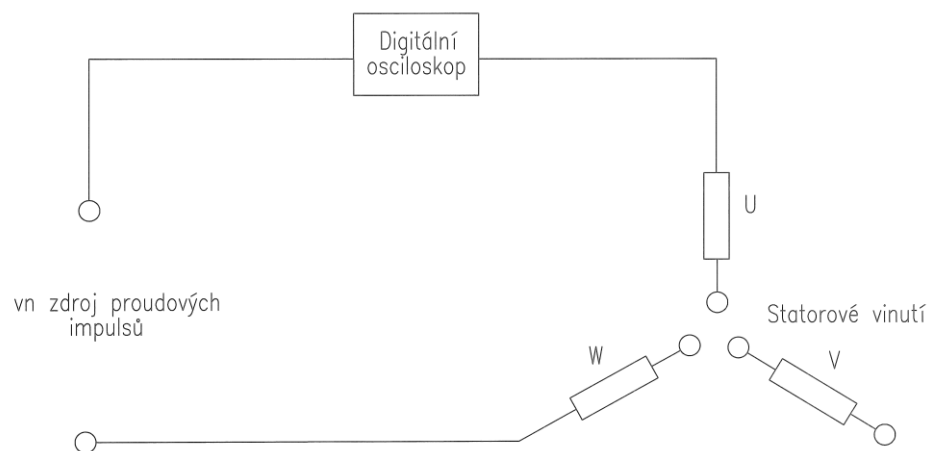 Digitální
osciloskop
U
vn zdroj proudových
impulsů
Statorové vinutí
W
V